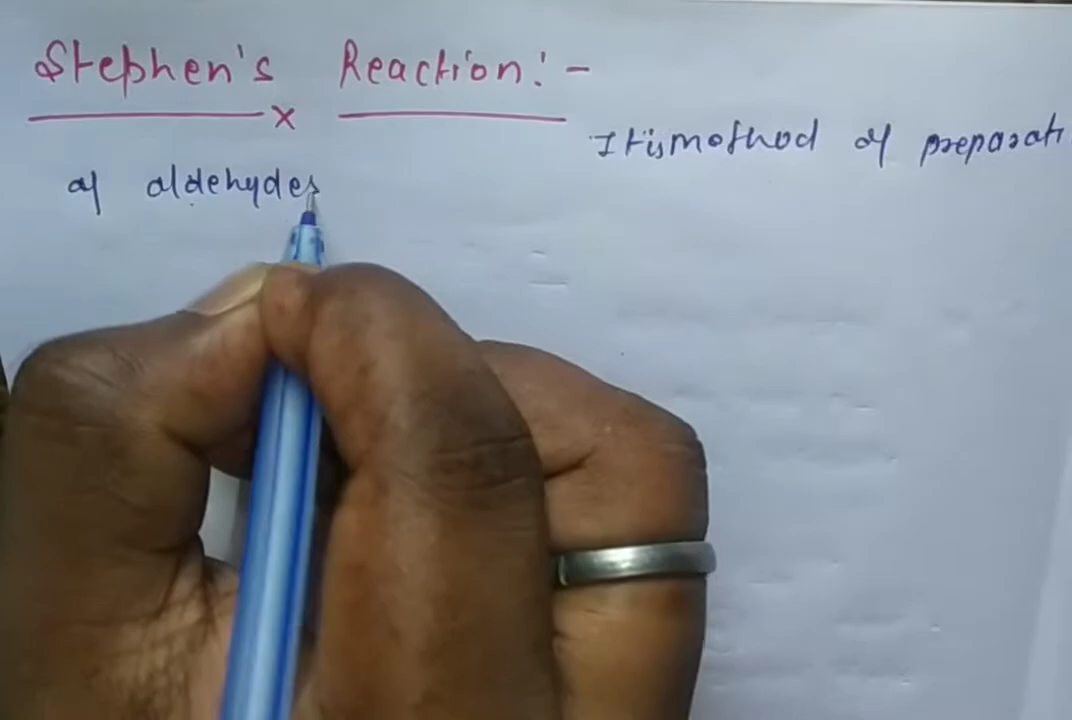 Stephen's Reaction:-
It is method of preparati
of aldehydes